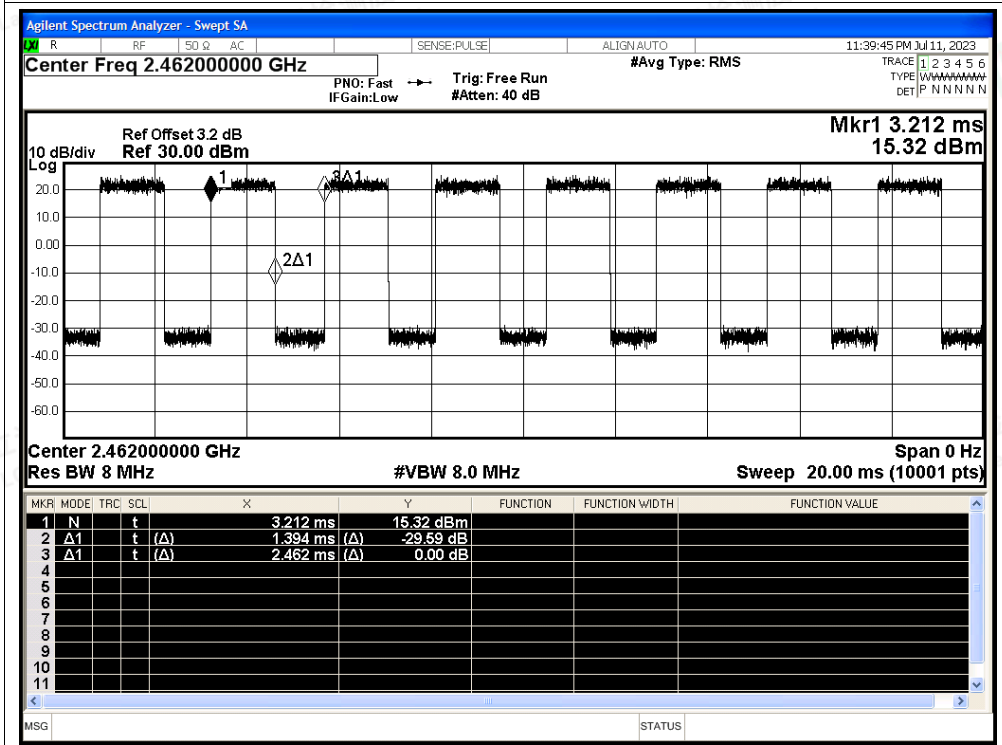 Agilent Spectrum Analyzer - Swept SA
LXI R RF 50 Ω AC SENSE:PULSE ALIGN AUTO 11:39:45 PM Jul 11, 2023
Center Freq 2.462000000 GHz #Avg Type: RMS TRACE 1 2 3 4 5 6
PNO: Fast Trig: Free Run TYPE W
IFGain:Low #Atten: 40 dB DET P N N N N N
Mkr1 3.212 ms
Ref Offset 3.2 dB
10 dB/div Ref 30.00 dBm 15.32 dBm
Log
1 3Δ1
20.0
10.0
0.00
2Δ1
-10.0
-20.0
-30.0
-40.0
-50.0
-60.0
Center 2.462000000 GHz Span 0 Hz
Res BW 8 MHz #VBW 8.0 MHz Sweep 20.00 ms (10001 pts)
MKR MODE TRC SCL X Y FUNCTION FUNCTION WIDTH FUNCTION VALUE
1 N t 3.212 ms 15.32 dBm
2 Δ1 t (Δ) 1.394 ms (Δ) -29.59 dB
3 Δ1 t (Δ) 2.462 ms (Δ) 0.00 dB
4
5
6
7
8
9
10
11
MSG STATUS